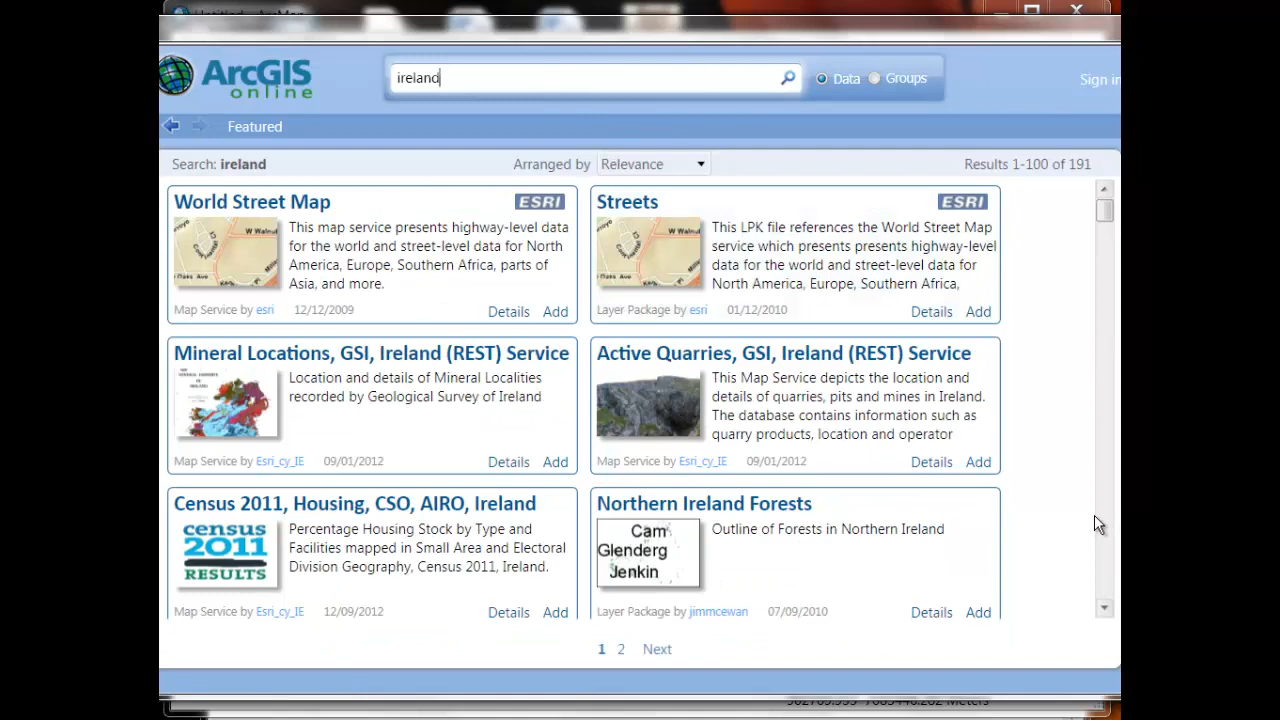 ArcGIS
online
ireland
Data
Groups
Sign in
Featured
Search: ireland
Arranged by
Relevance
Results 1-100 of 191
World Street Map
ESRI
W Walnut
This map service presents highway-level data
for the world and street-level data for North
America, Europe, Southern Africa, parts of
Asia, and more.
Map Service by esri
12/12/2009
Details
Add
Streets
ESRI
W Walnut
This LPK file references the World Street Map
service which presents presents highway-level
data for the world and street-level data for
North America, Europe, Southern Africa,
Layer Package by esri
01/12/2010
Details
Add
Mineral Locations, GSI, Ireland (REST) Service
Location and details of Mineral Localities
recorded by Geological Survey of Ireland
Map Service by Esri_cy_IE
09/01/2012
Details
Add
Active Quarries, GSI, Ireland (REST) Service
This Map Service depicts the location and
details of quarries, pits and mines in Ireland.
The database contains information such as
quarry products, location and operator
Map Service by Esri_cy_IE
09/01/2012
Details
Add
Census 2011, Housing, CSO, AIRO, Ireland
census
2011
RESULTS
Percentage Housing Stock by Type and
Facilities mapped in Small Area and Electoral
Division Geography, Census 2011, Ireland.
Map Service by Esri_cy_IE
12/09/2012
Details
Add
Northern Ireland Forests
Cam
Glenderg
Jenkin
Outline of Forests in Northern Ireland
Layer Package by jimmcewan
07/09/2010
Details
Add
1 2 Next